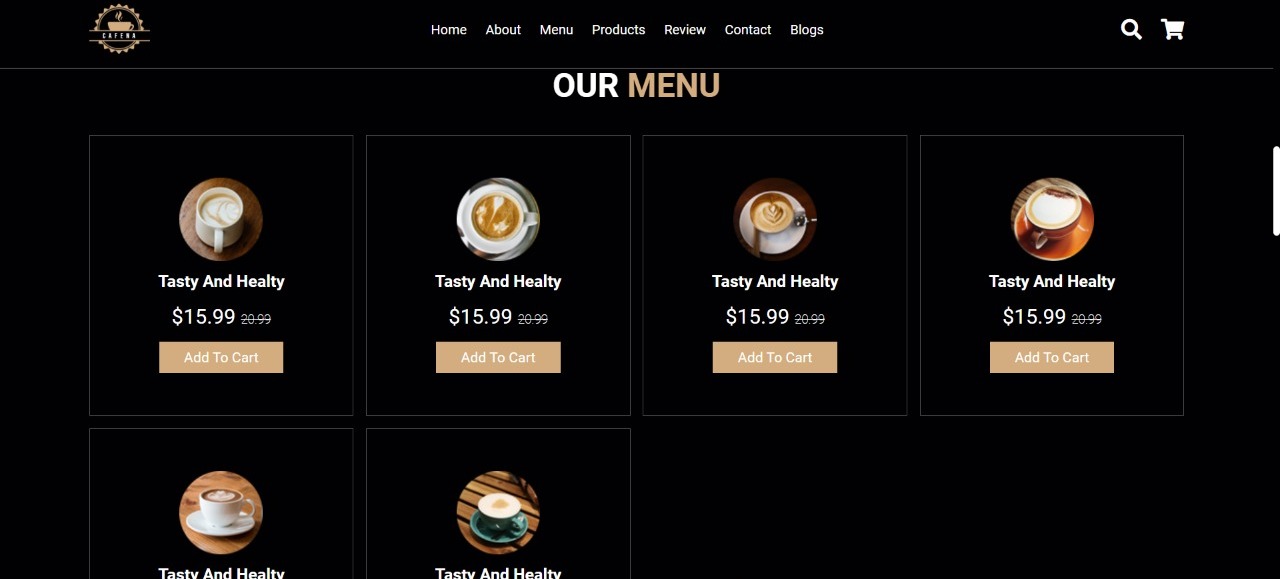 CAFENA
Home About Menu Products Review Contact Blogs
OUR MENU
Tasty And Healty Tasty And Healty Tasty And Healty Tasty And Healty
$15.99 20.99 $15.99 20.99 $15.99 20.99 $15.99 20.99
Add To Cart Add To Cart Add To Cart Add To Cart
Tasty And Healty Tasty And Healty